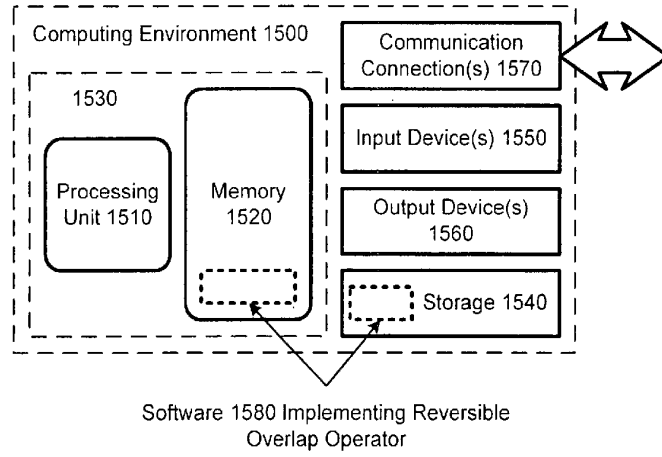 Computing Environment 1500
Communication
Connection(s) 1570
1530
Input Device(s) 1550
Processing
Unit 1510
Memory
1520
Output Device(s)
1560
Storage 1540
Software 1580 Implementing Reversible
Overlap Operator